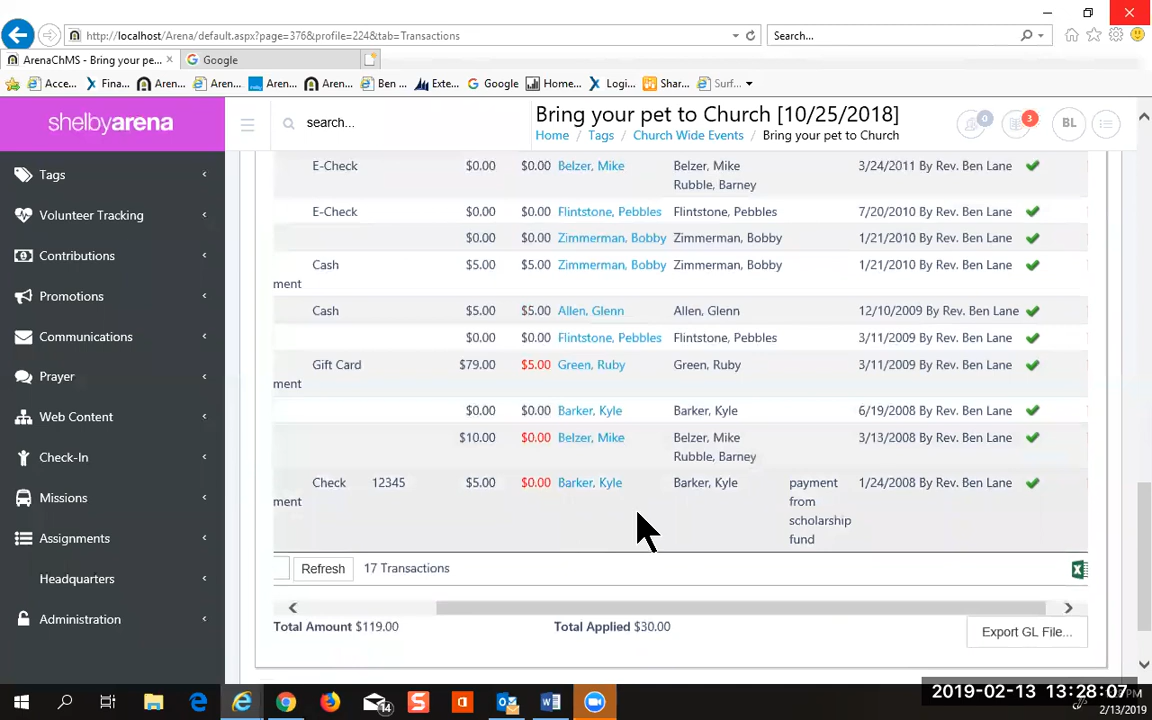 http://localhost/Arena/default.aspx?page=376&profile=224&tab=Transactions
Search...
ArenaChMS - Bring your pe...
Google
Acce...
Fina...
Aren...
Aren...
Aren...
Aren...
Ben ...
Exte...
Google
Home...
Logi...
Shar...
Surf...
shelbyarena
search...
Bring your pet to Church [10/25/2018]
Home / Tags / Church Wide Events / Bring your pet to Church
0
3
BL
Tags
Volunteer Tracking
Contributions
Promotions
Communications
Prayer
Web Content
Check-In
Missions
Assignments
Headquarters
Administration
E-Check $0.00 $0.00 Belzer, Mike Belzer, Mike 3/24/2011 By Rev. Ben Lane
Rubble, Barney
E-Check $0.00 $0.00 Flintstone, Pebbles Flintstone, Pebbles 7/20/2010 By Rev. Ben Lane
$0.00 $0.00 Zimmerman, Bobby Zimmerman, Bobby 1/21/2010 By Rev. Ben Lane
Cash $5.00 $5.00 Zimmerman, Bobby Zimmerman, Bobby 1/21/2010 By Rev. Ben Lane
ment
Cash $5.00 $5.00 Allen, Glenn Allen, Glenn 12/10/2009 By Rev. Ben Lane
$0.00 $0.00 Flintstone, Pebbles Flintstone, Pebbles 3/11/2009 By Rev. Ben Lane
Gift Card $79.00 $5.00 Green, Ruby Green, Ruby 3/11/2009 By Rev. Ben Lane
ment
$0.00 $0.00 Barker, Kyle Barker, Kyle 6/19/2008 By Rev. Ben Lane
$10.00 $0.00 Belzer, Mike Belzer, Mike 3/13/2008 By Rev. Ben Lane
Rubble, Barney
Check 12345 $5.00 $0.00 Barker, Kyle Barker, Kyle payment 1/24/2008 By Rev. Ben Lane
ment from
scholarship
fund
Refresh 17 Transactions
Total Amount $119.00 Total Applied $30.00
Export GL File...
14
2019-02-13 13:28:07
2/13/2019